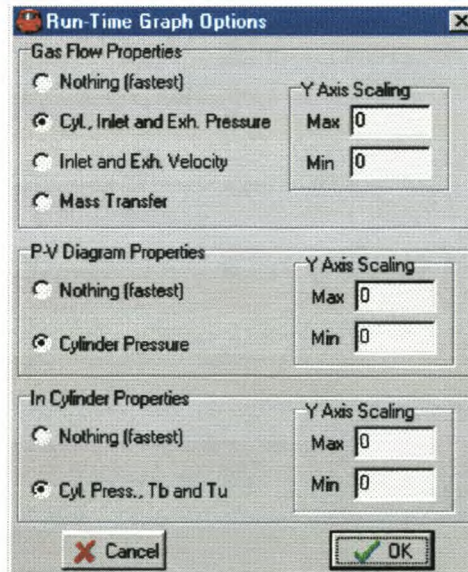 Run-Time Graph Options
Gas Flow Properties
Nothing (fastest)
Cyl., Inlet and Exh. Pressure
Inlet and Exh. Velocity
Mass Transfer
Y Axis Scaling
Max 0
Min 0
P-V Diagram Properties
Nothing (fastest)
Cylinder Pressure
Y Axis Scaling
Max 0
Min 0
In Cylinder Properties
Nothing (fastest)
Cyl. Press., Tb and Tu
Y Axis Scaling
Max 0
Min 0
Cancel
OK